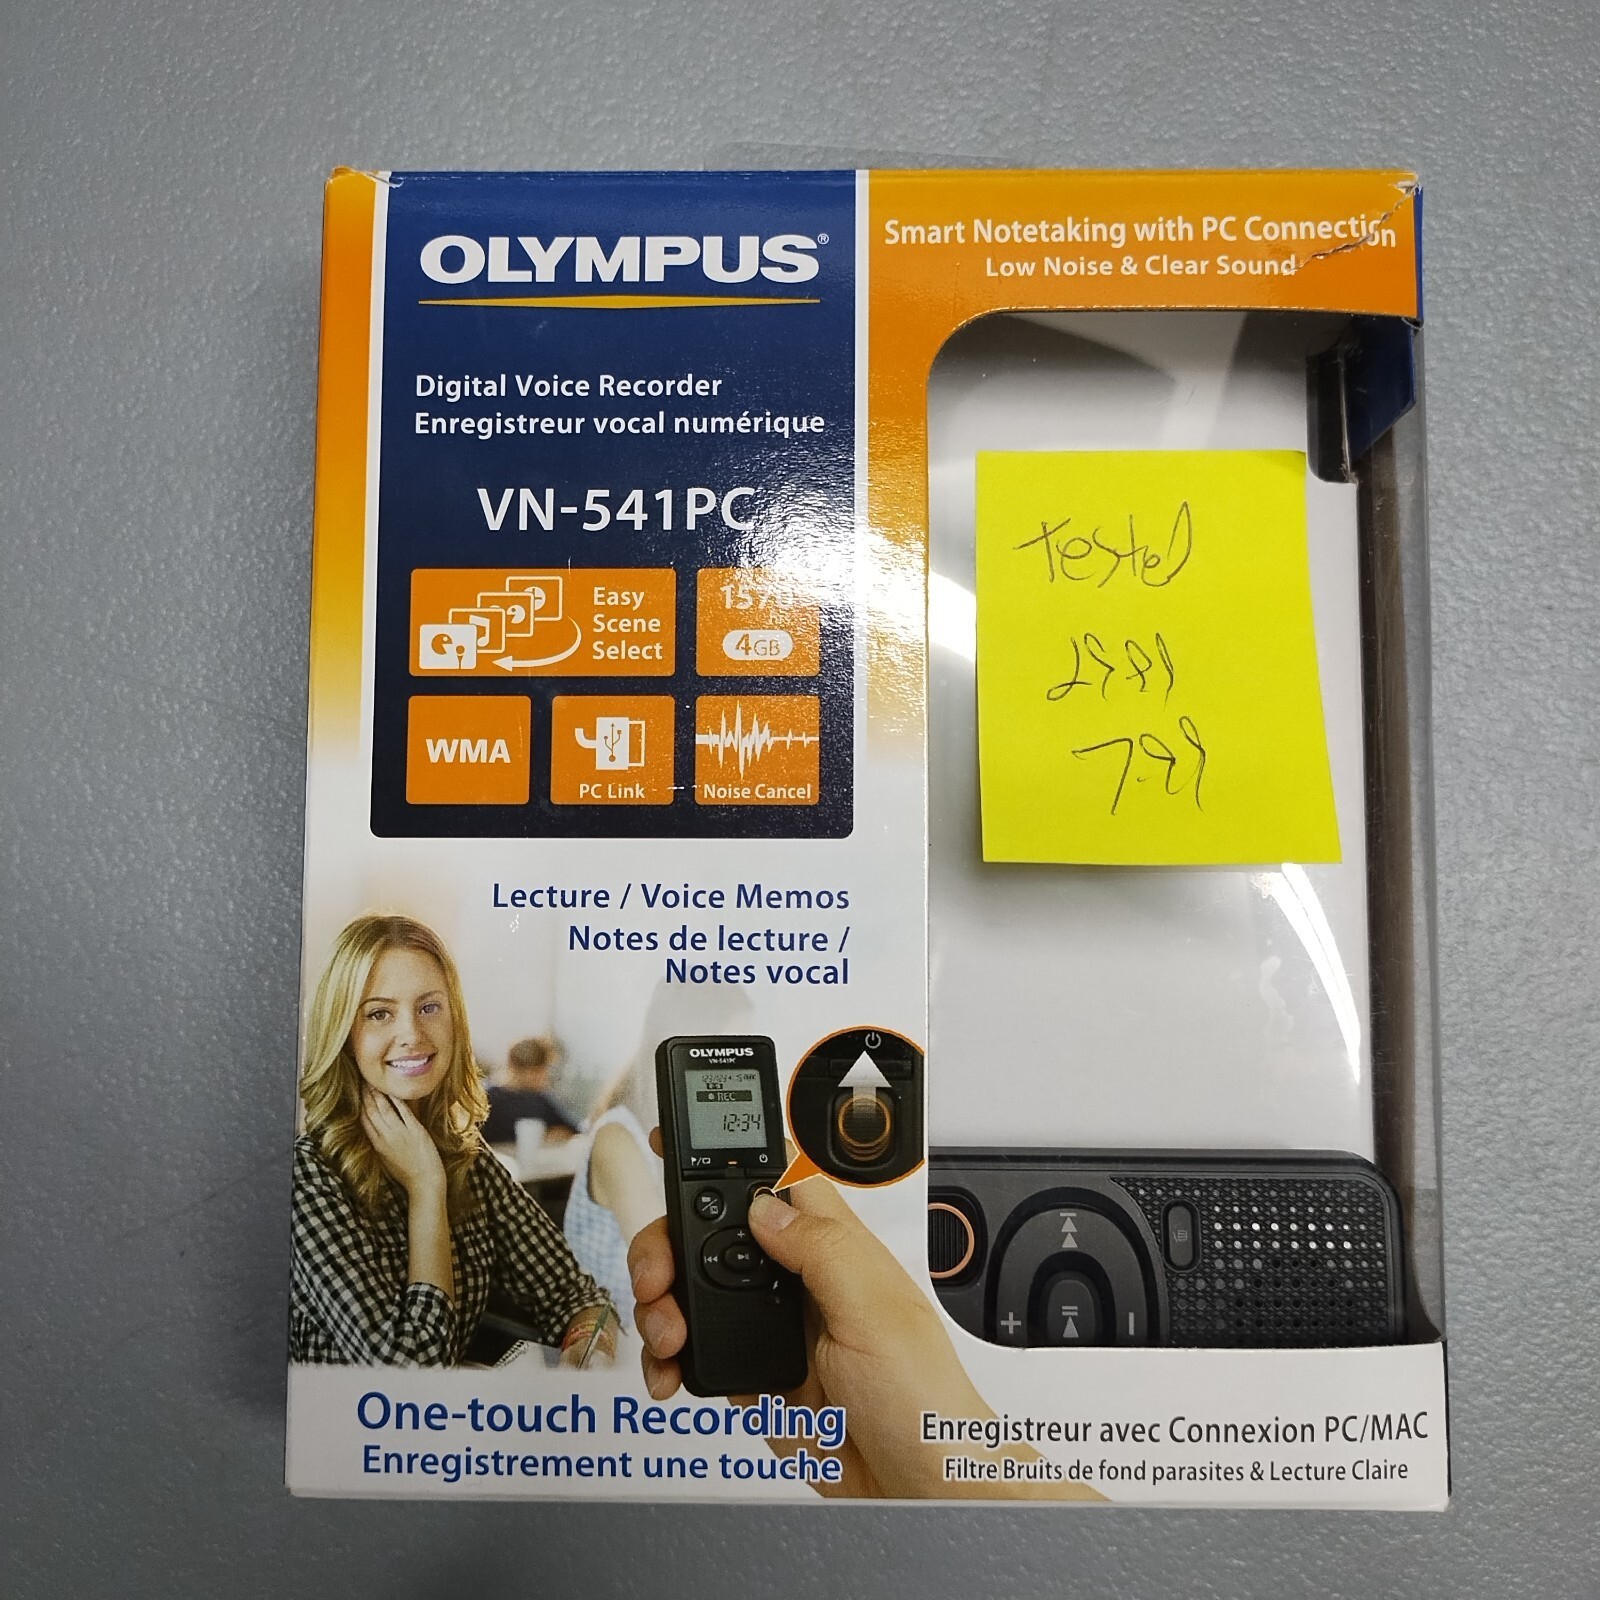 OLYMPUS®
Digital Voice Recorder
Enregistreur vocal numérique
VN-541PC
Easy
Scene
Select
4GB
WMA
PC Link
Noise Cancel
Smart Notetaking with PC Connection
Low Noise & Clear Sound
Tested
Lecture / Voice Memos
Notes de lecture /
Notes vocal
OLYMPUS
VN-541PC
REC
12:34
One-touch Recording
Enregistrement une touche
Enregistreur avec Connexion PC/MAC
Filtre Bruits de fond parasites & Lecture Claire